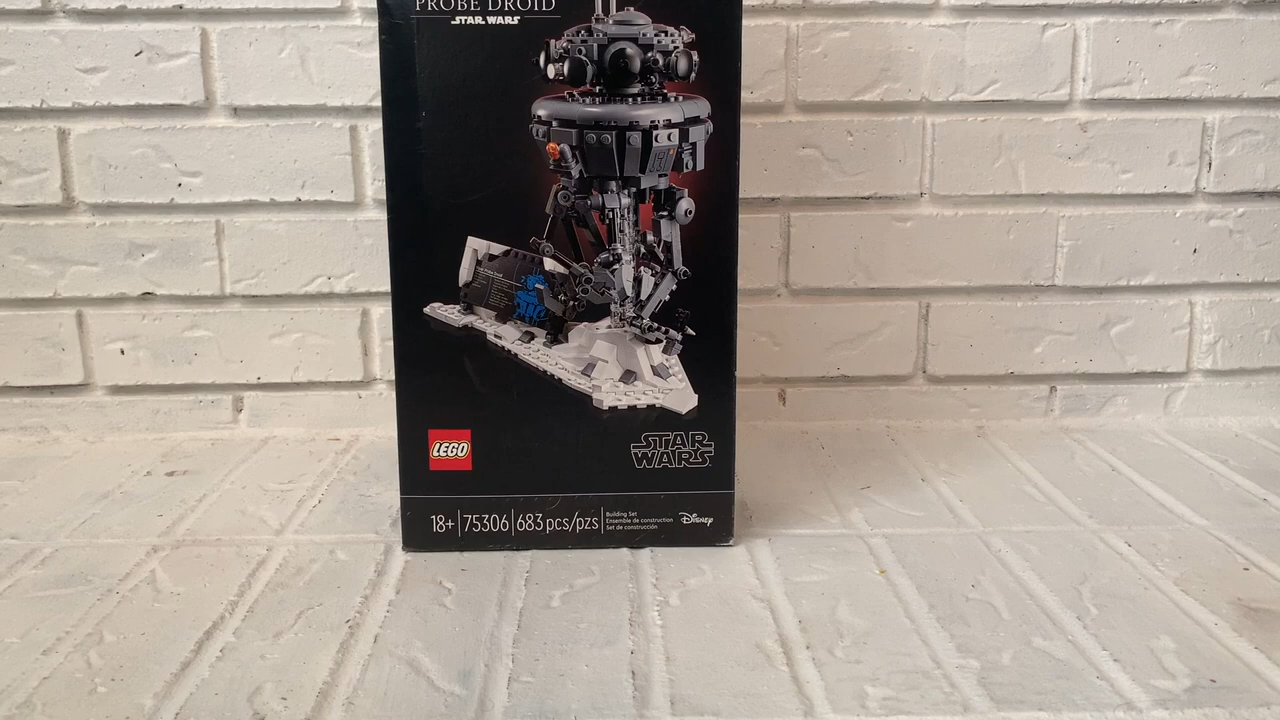 PROBE DROID
STAR WARS
LEGO
STAR
WARS
18+ 75306 683 pcs/pzs
Building Set
Ensemble de construction
Set de construcción
Disney